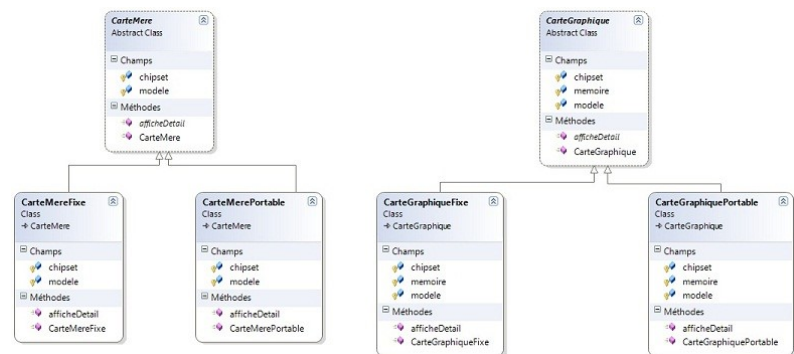 CarteMere
Abstract Class
Champs
chipset
modele
Méthodes
afficheDetail
CarteMere
CarteGraphique
Abstract Class
Champs
chipset
memoire
modele
Méthodes
afficheDetail
CarteGraphique
CarteMereFixe
Class
CarteMere
Champs
chipset
modele
Méthodes
afficheDetail
CarteMereFixe
CarteMerePortable
Class
CarteMere
Champs
chipset
modele
Méthodes
afficheDetail
CarteMerePortable
CarteGraphiqueFixe
Class
CarteGraphique
Champs
chipset
memoire
modele
Méthodes
afficheDetail
CarteGraphiqueFixe
CarteGraphiquePortable
Class
CarteGraphique
Champs
chipset
memoire
modele
Méthodes
afficheDetail
CarteGraphiquePortable